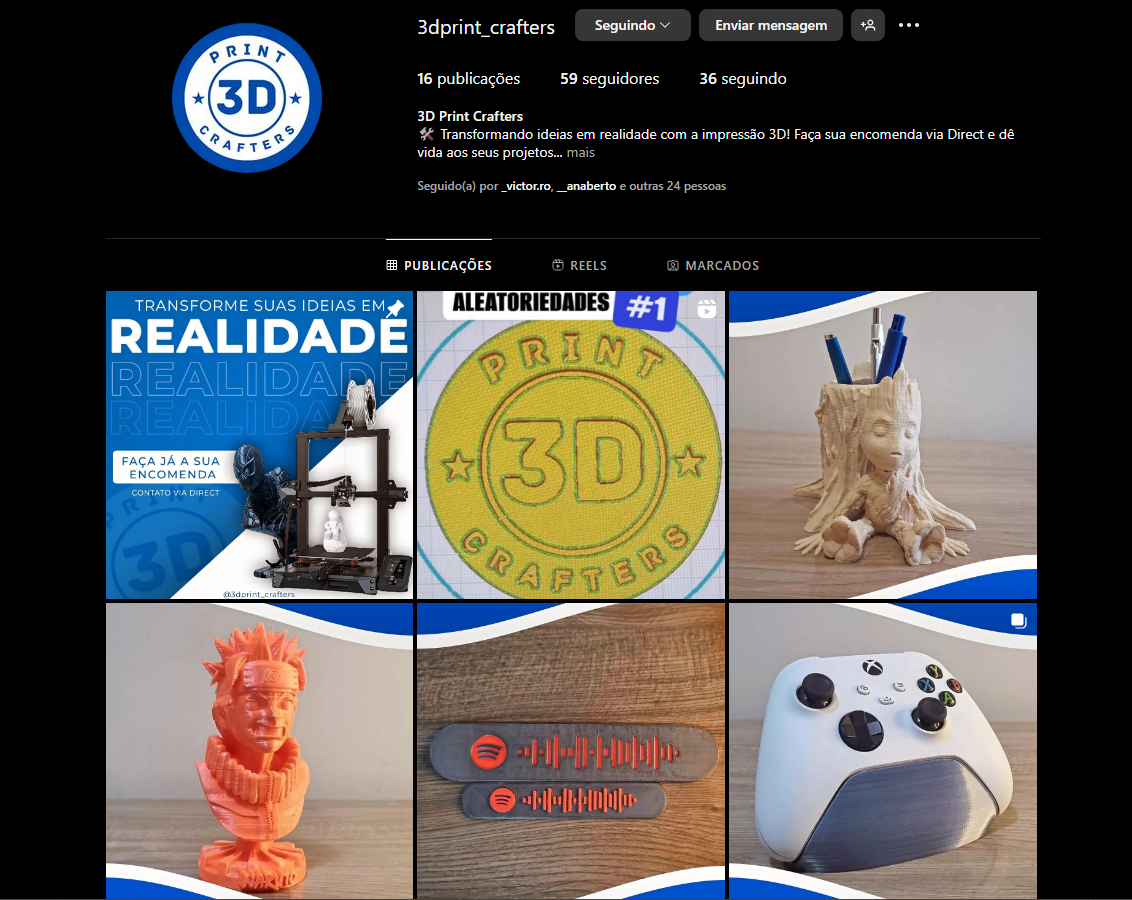 3dprint_crafters
Seguindo
Enviar mensagem
16 publicações
59 seguidores
36 seguindo
3D Print Crafters
🛠️ Transformando ideias em realidade com a impressão 3D! Faça sua encomenda via Direct e dê
vida aos seus projetos... mais
Seguido(a) por _victor.ro, __anaberto e outras 24 pessoas
PRINT
3D
CRAFTERS
PUBLICAÇÕES
REELS
MARCADOS
TRANSFORME SUAS IDEIAS EM
REALIDADE
REALIDADE
REALIDA
FAÇA JÁ A SUA
ENCOMENDA
CONTATO VIA DIRECT
PRINT
3D
@3dprint_crafters
ALEATORIEDADES
#1
PRINT
3D
CRAFTERS
NARUTO
Y
X
B
A